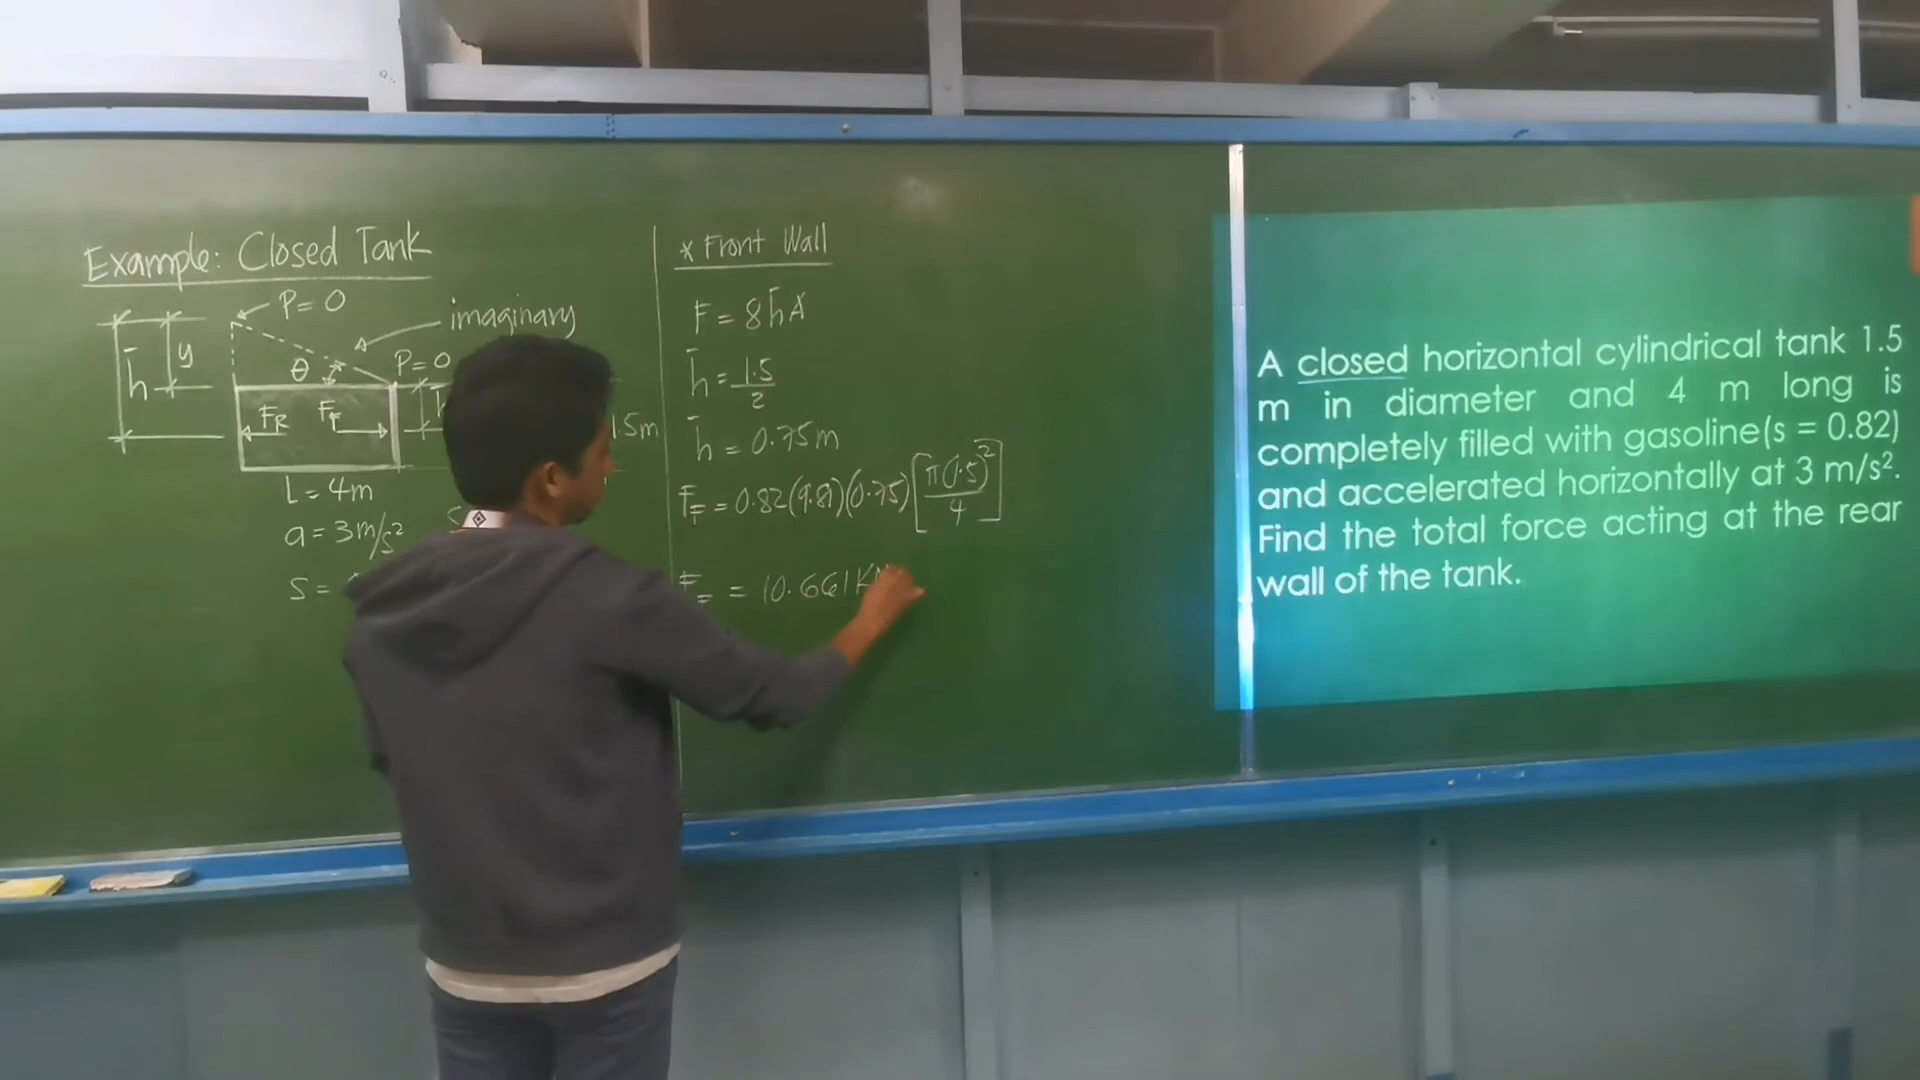 Example: Closed Tank
P = 0
imaginary
y
h̄
θ
P = 0
F_R
F_F
1.5m
L = 4m
a = 3m/s²
S =
* Front Wall
F = γh̄A
h̄ = 1.5/2
h̄ = 0.75m
F_F = 0.82(9.81)(0.75)[π(1.5)²/4]
F_F = 10.661KN
A closed horizontal cylindrical tank 1.5
m in diameter and 4 m long is
completely filled with gasoline(s = 0.82)
and accelerated horizontally at 3 m/s².
Find the total force acting at the rear
wall of the tank.